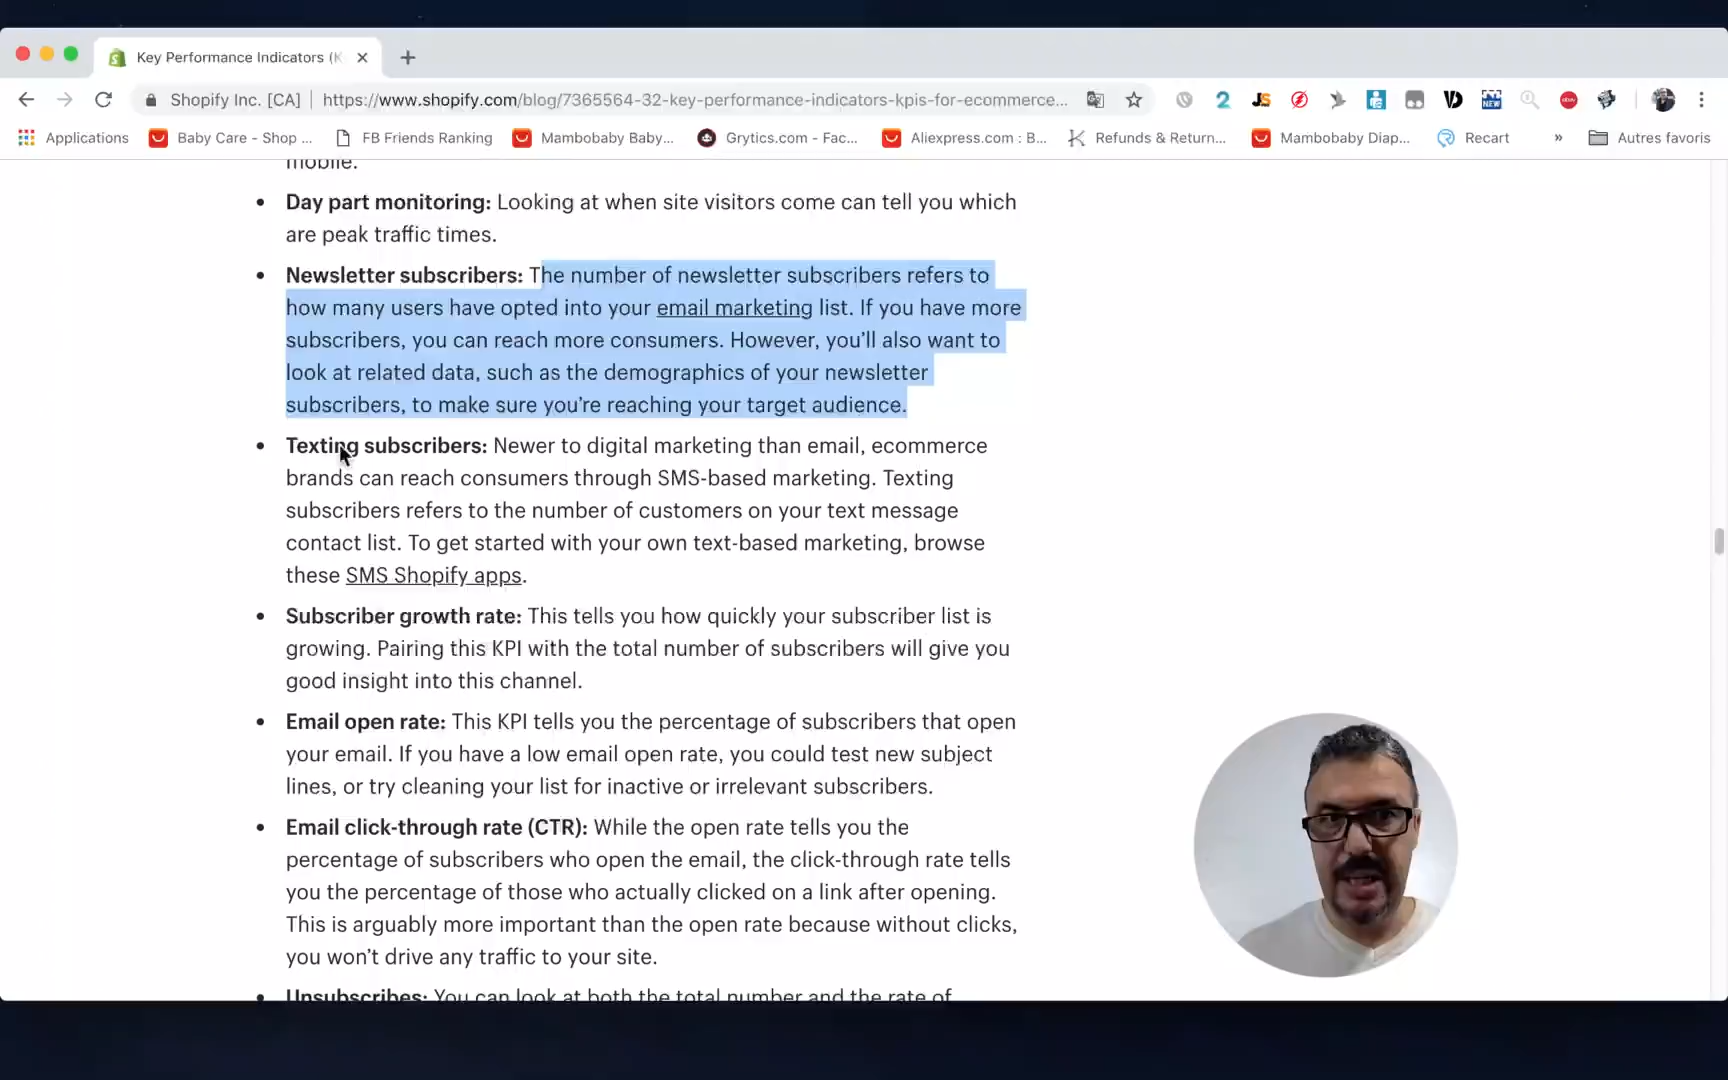 Key Performance Indicators (K
Shopify Inc. [CA] | https://www.shopify.com/blog/7365564-32-key-performance-indicators-kpis-for-ecommerce...
Applications Baby Care - Shop ... FB Friends Ranking Mambobaby Baby... Grytics.com - Fac... Aliexpress.com : B... Refunds & Return... Mambobaby Diap... Recart » Autres favoris
mobile.
• Day part monitoring: Looking at when site visitors come can tell you which
are peak traffic times.
• Newsletter subscribers: The number of newsletter subscribers refers to
how many users have opted into your email marketing list. If you have more
subscribers, you can reach more consumers. However, you’ll also want to
look at related data, such as the demographics of your newsletter
subscribers, to make sure you’re reaching your target audience.
• Texting subscribers: Newer to digital marketing than email, ecommerce
brands can reach consumers through SMS-based marketing. Texting
subscribers refers to the number of customers on your text message
contact list. To get started with your own text-based marketing, browse
these SMS Shopify apps.
• Subscriber growth rate: This tells you how quickly your subscriber list is
growing. Pairing this KPI with the total number of subscribers will give you
good insight into this channel.
• Email open rate: This KPI tells you the percentage of subscribers that open
your email. If you have a low email open rate, you could test new subject
lines, or try cleaning your list for inactive or irrelevant subscribers.
• Email click-through rate (CTR): While the open rate tells you the
percentage of subscribers who open the email, the click-through rate tells
you the percentage of those who actually clicked on a link after opening.
This is arguably more important than the open rate because without clicks,
you won’t drive any traffic to your site.
• Unsubscribes: You can look at both the total number and the rate of